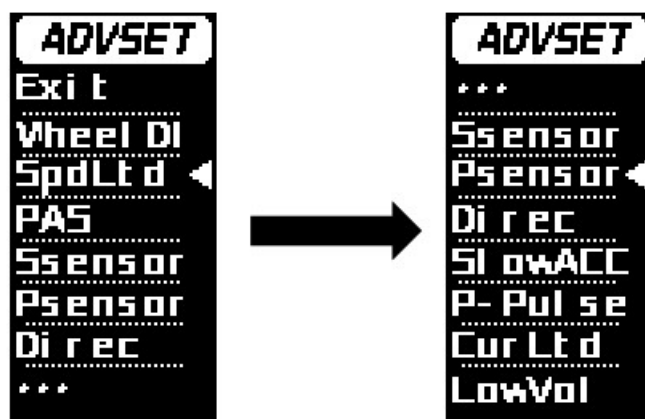 ADVSET
Exit
Wheel DI
SpdLtd
PAS
Ssensor
Psensor
Direc
...
ADVSET
...
Ssensor
Psensor
Direc
SlowACC
P-Pulse
CurLtd
LowVol